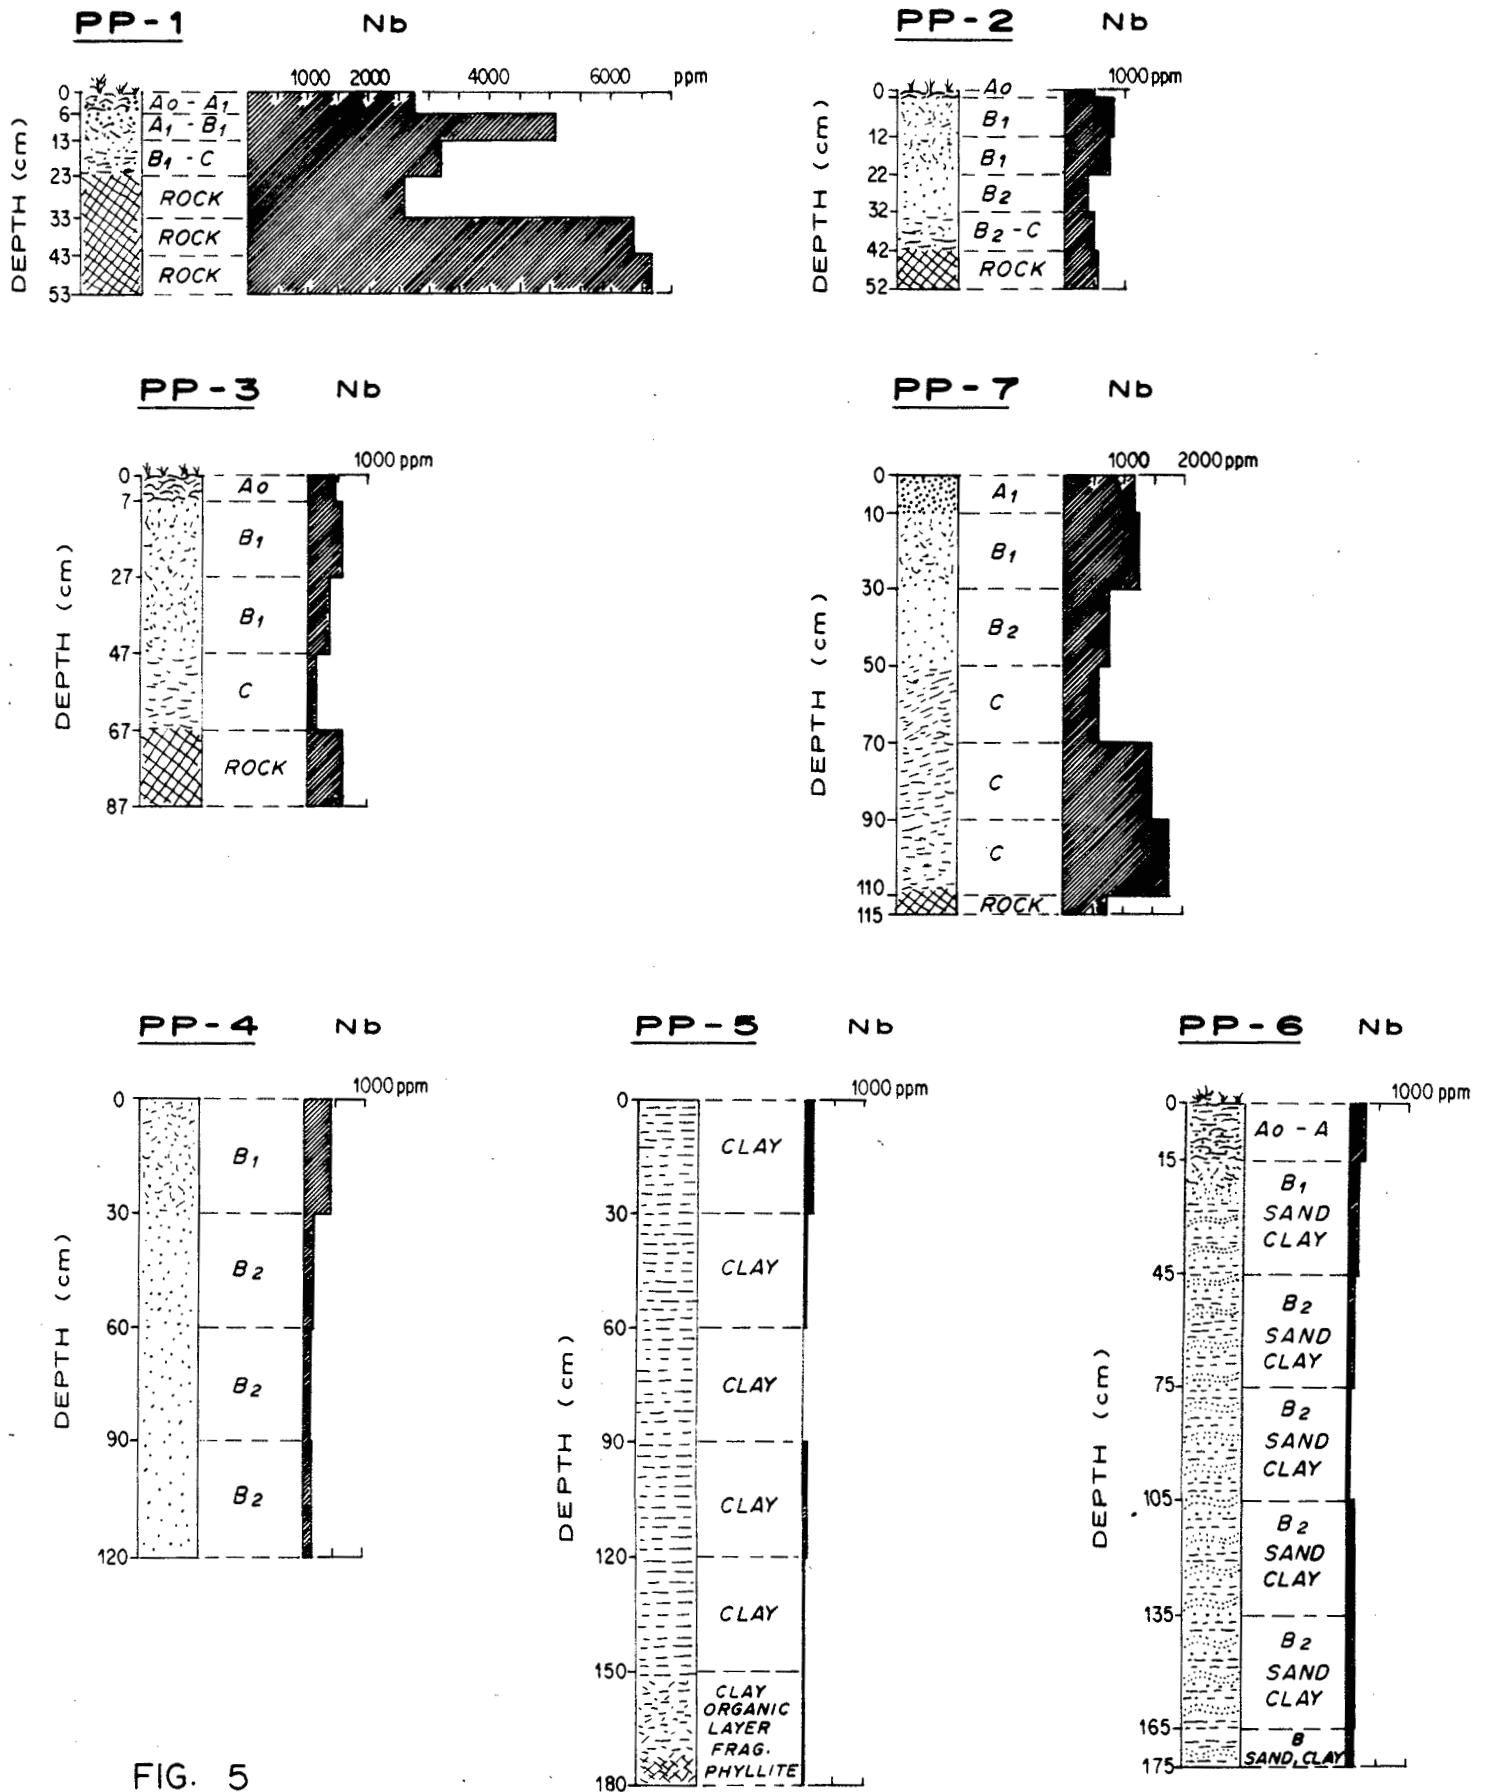 PP-1 Nb
1000 2000 4000 6000 ppm
DEPTH (cm)
0
6
13
23
33
43
53
Ao - A1
A1 - B1
B1 - C
ROCK
ROCK
ROCK
PP-2 Nb
1000 ppm
DEPTH (cm)
0
12
22
32
42
52
Ao
B1
B1
B2
B2 - C
ROCK
PP-3 Nb
1000 ppm
DEPTH (cm)
0
7
27
47
67
87
Ao
B1
B1
C
ROCK
PP-7 Nb
1000 2000 ppm
DEPTH (cm)
0
10
30
50
70
90
110
115
A1
B1
B2
C
C
C
ROCK
PP-4 Nb
1000 ppm
DEPTH (cm)
0
30
60
90
120
B1
B2
B2
B2
PP-5 Nb
1000 ppm
DEPTH (cm)
0
30
60
90
120
150
180
CLAY
CLAY
CLAY
CLAY
CLAY
CLAY
ORGANIC
LAYER
FRAG.
PHYLLITE
PP-6 Nb
1000 ppm
DEPTH (cm)
0
15
45
75
105
135
165
175
Ao - A
B1
SAND
CLAY
B2
SAND
CLAY
B2
SAND
CLAY
B2
SAND
CLAY
B2
SAND
CLAY
B
SAND, CLAY
FIG. 5